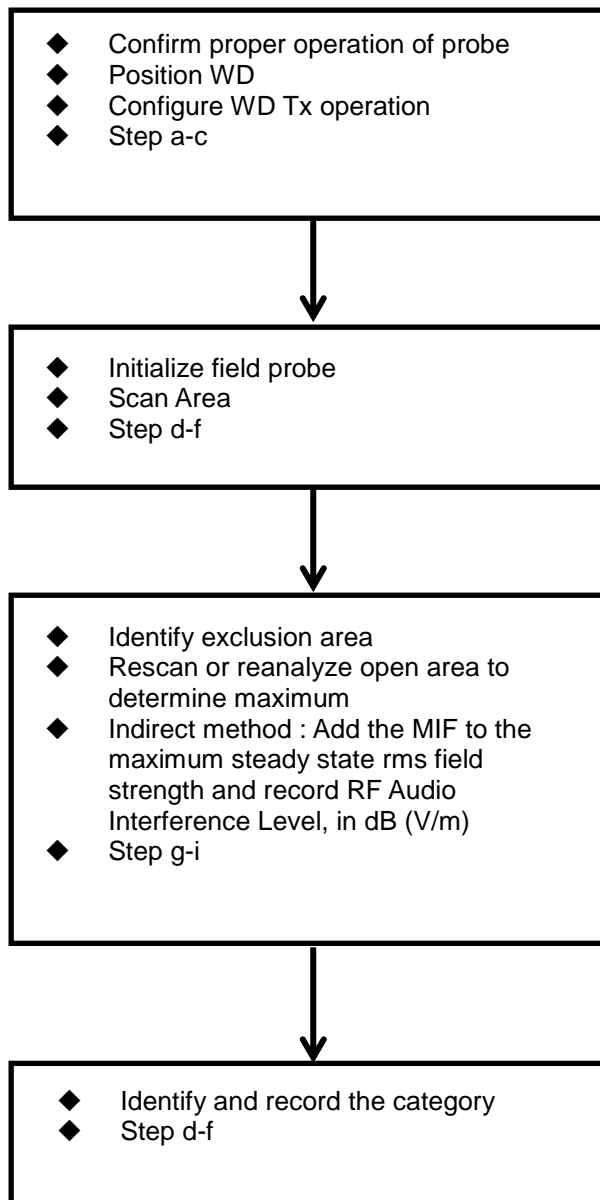 ◆ Confirm proper operation of probe
◆ Position WD
◆ Configure WD Tx operation
◆ Step a-c
◆ Initialize field probe
◆ Scan Area
◆ Step d-f
◆ Identify exclusion area
◆ Rescan or reanalyze open area to
determine maximum
◆ Indirect method : Add the MIF to the
maximum steady state rms field
strength and record RF Audio
Interference Level, in dB (V/m)
◆ Step g-i
◆ Identify and record the category
◆ Step d-f